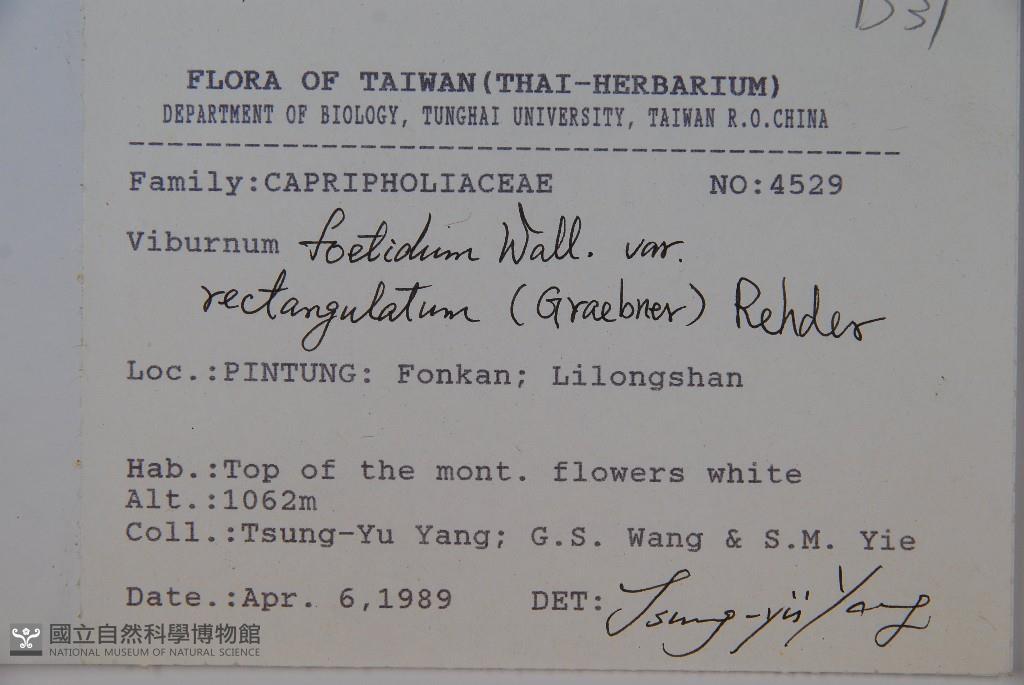 D31
FLORA OF TAIWAN(THAI-HERBARIUM)
DEPARTMENT OF BIOLOGY, TUNGHAI UNIVERSITY, TAIWAN R.O.CHINA
Family:CAPRIPHOLIACEAE NO:4529
Viburnum foetidum Wall. var.
rectangulatum (Graebner) Rehder
Loc.:PINTUNG: Fonkan; Lilongshan
Hab.:Top of the mont. flowers white
Alt.:1062m
Coll.:Tsung-Yu Yang; G.S. Wang & S.M. Yie
Date.:Apr. 6,1989 DET: Tsung-yü Yang
國立自然科學博物館
NATIONAL MUSEUM OF NATURAL SCIENCE